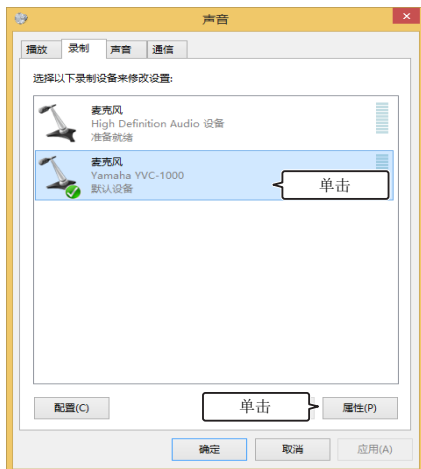 声音
播放 录制 声音 通信
选择以下录制设备来修改设置:
麦克风
High Definition Audio 设备
准备就绪
麦克风
Yamaha YVC-1000
默认设备
单击
配置(C) 单击 属性(P)
确定 取消 应用(A)